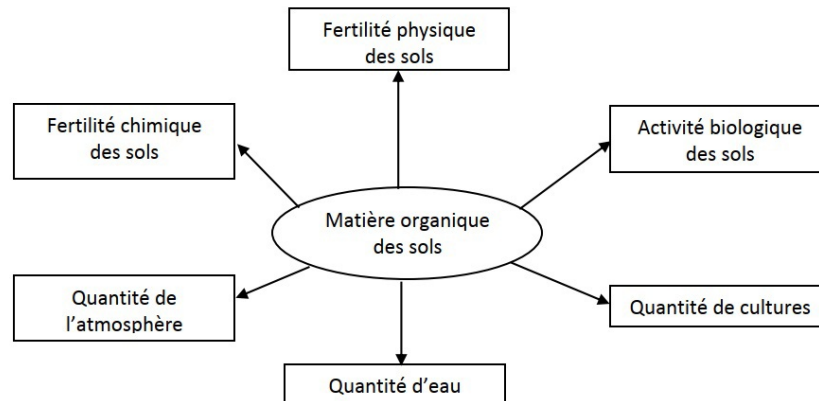 Fertilité physique
des sols
Fertilité chimique
des sols
Activité biologique
des sols
Matière organique
des sols
Quantité de
l’atmosphère
Quantité de cultures
Quantité d’eau